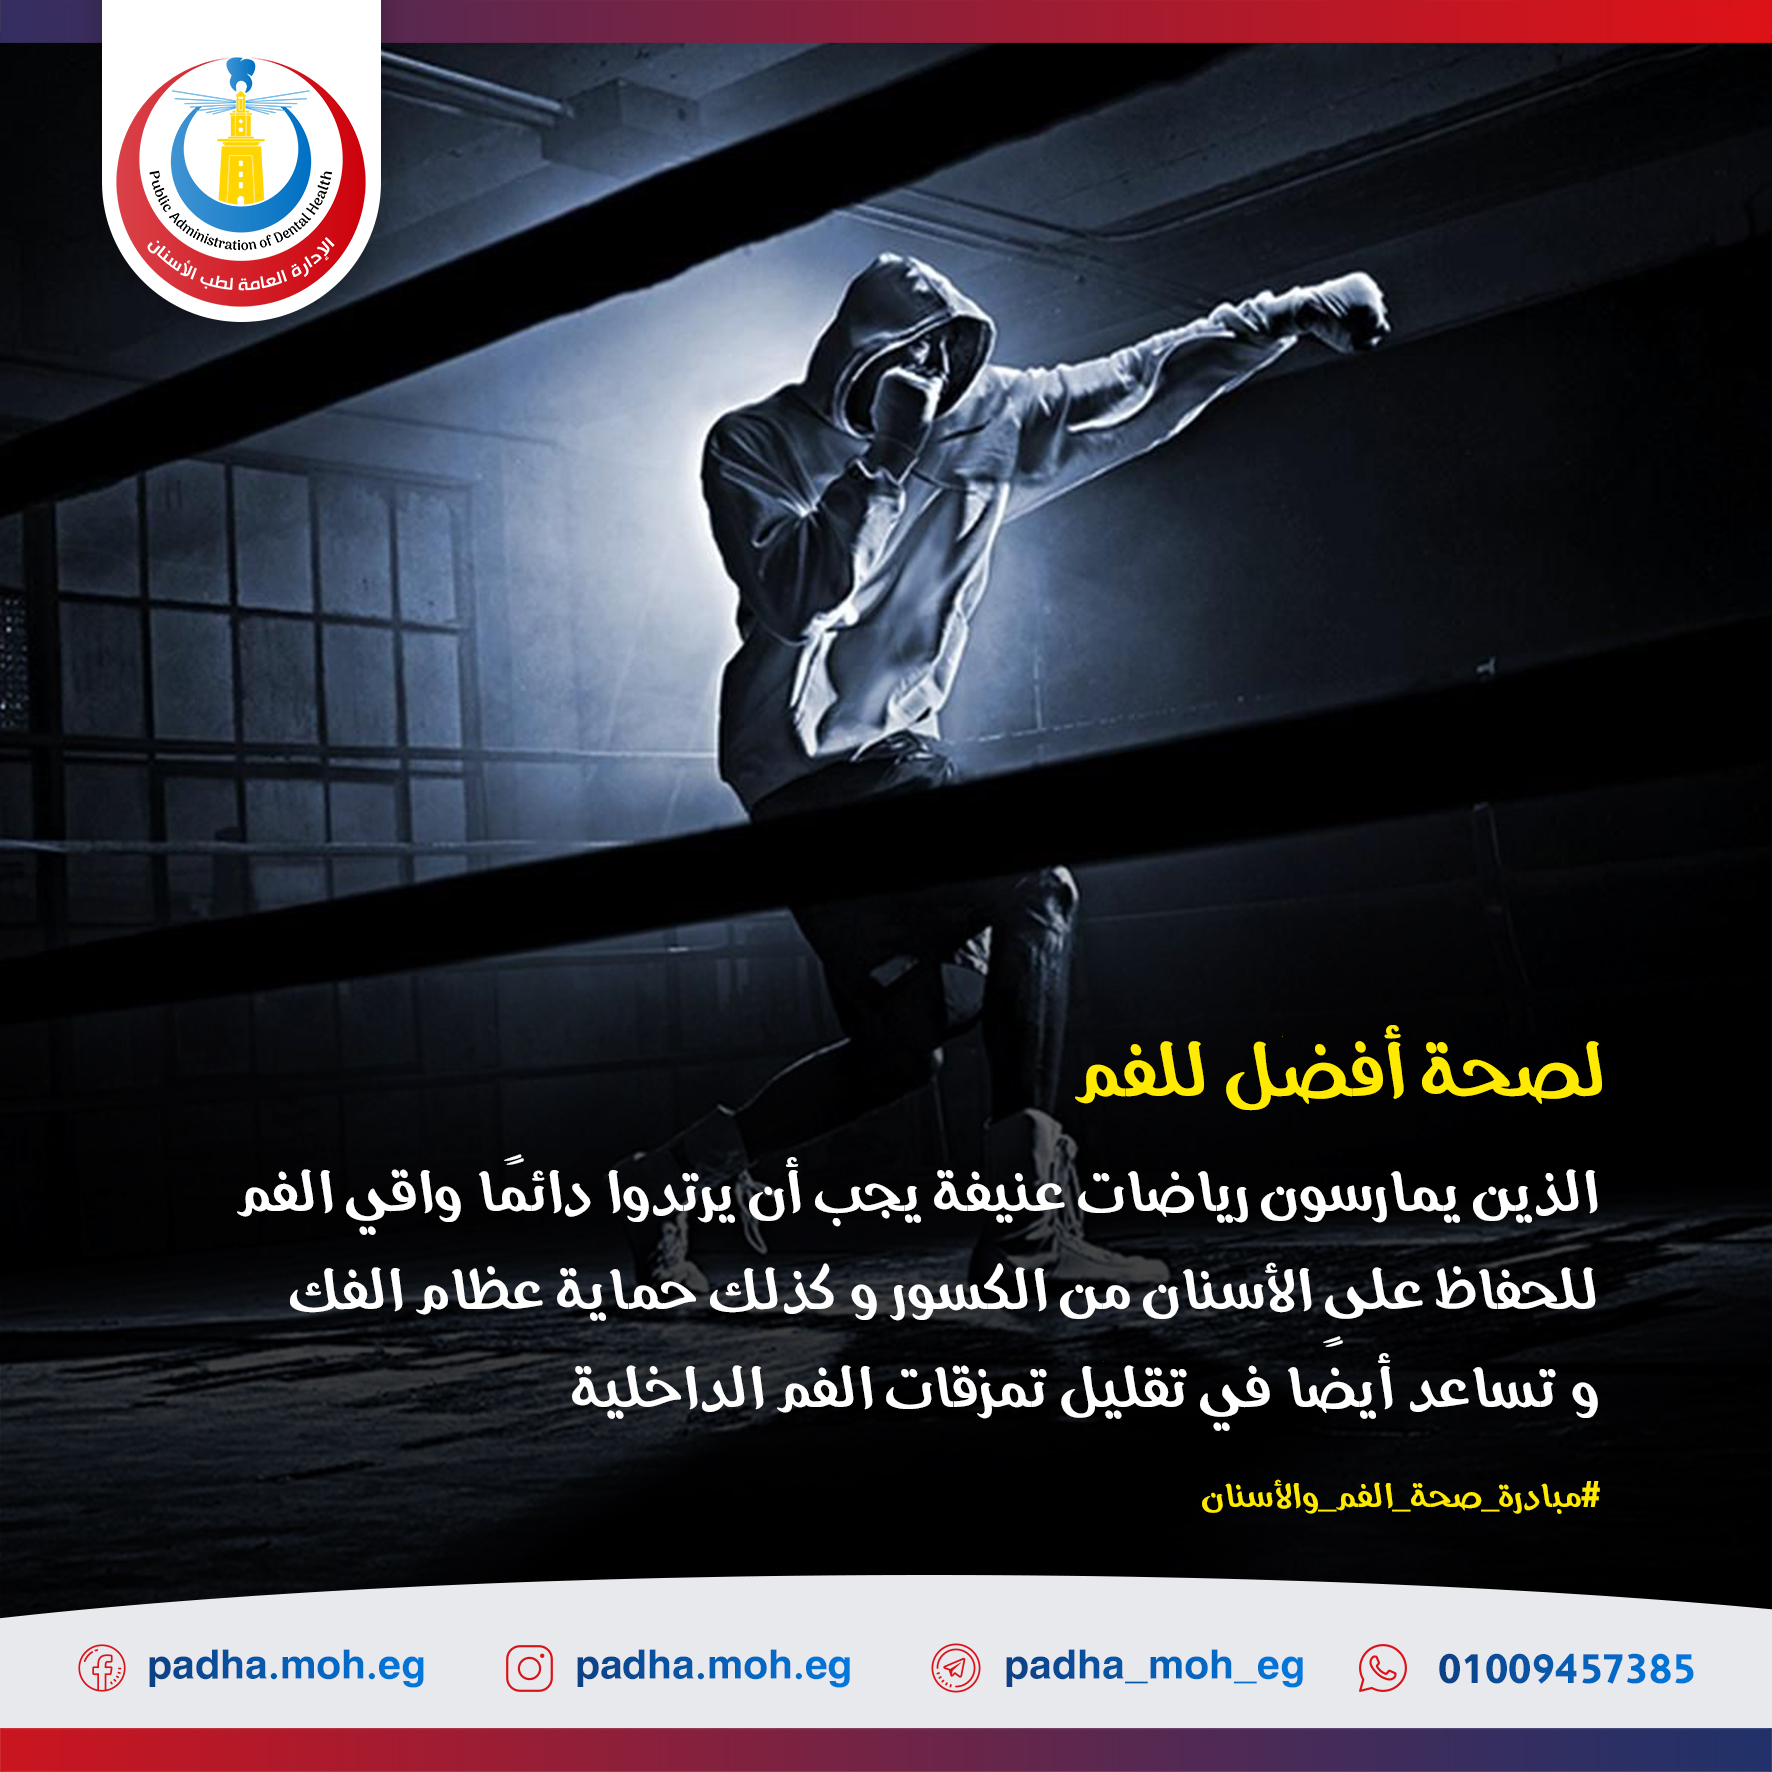 Public Administration of Dental Health
الإدارة العامة لطب الأسنان
لصحة أفضل للفم
الذين يمارسون رياضات عنيفة يجب أن يرتدوا دائمًا واقي الفم
للحفاظ على الأسنان من الكسور و كذلك حماية عظام الفك
و تساعد أيضًا في تقليل تمزقات الفم الداخلية
#مبادرة_صحة_الفم_والأسنان
padha.moh.eg padha.moh.eg padha_moh_eg 01009457385